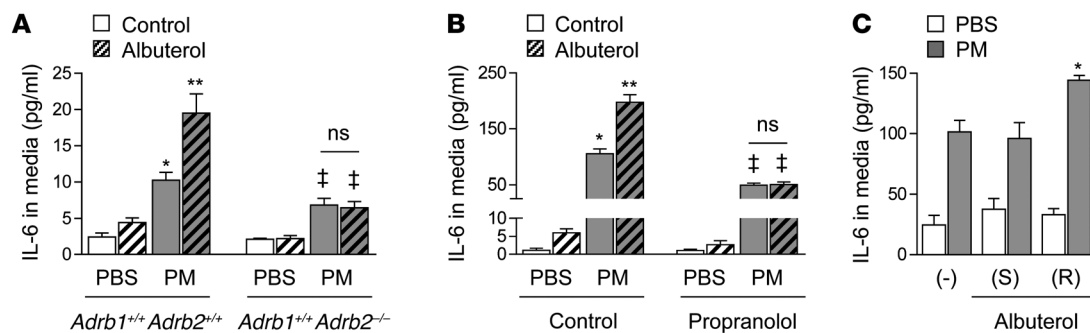 A
Control
Albuterol
IL-6 in media (pg/ml)
25
20
15
10
5
0
*
**
ns
‡ ‡
PBS PM PBS PM
Adrb1+/+ Adrb2+/+ Adrb1+/+ Adrb2–/–
B
Control
Albuterol
IL-6 in media (pg/ml)
250
150
50
10
5
0
*
**
ns
‡ ‡
PBS PM PBS PM
Control Propranolol
C
PBS
PM
IL-6 in media (pg/ml)
150
100
50
0
*
(-) (S) (R)
Albuterol